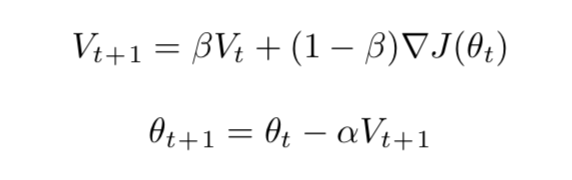 V_{t+1} = βV_t + (1 − β)∇J(θ_t)
θ_{t+1} = θ_t − αV_{t+1}